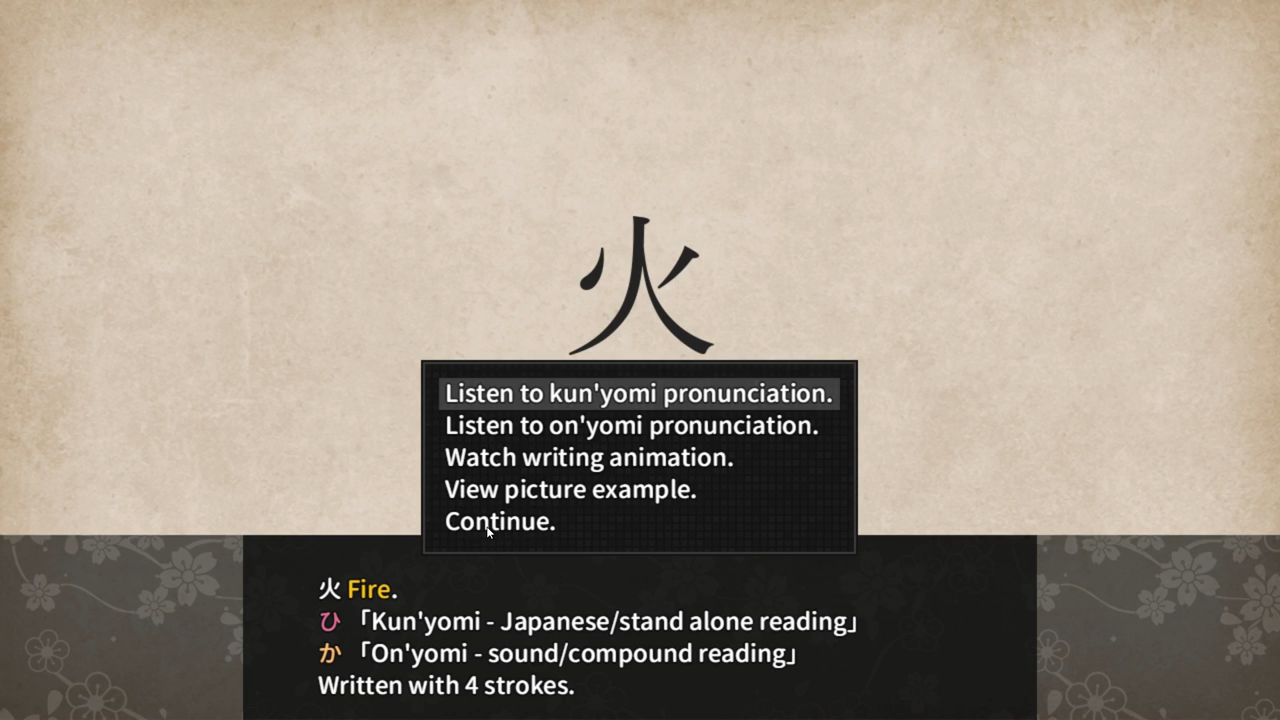 火
Listen to kun'yomi pronunciation.
Listen to on'yomi pronunciation.
Watch writing animation.
View picture example.
Continue.
火 Fire.
ひ 「Kun'yomi - Japanese/stand alone reading」
か 「On'yomi - sound/compound reading」
Written with 4 strokes.